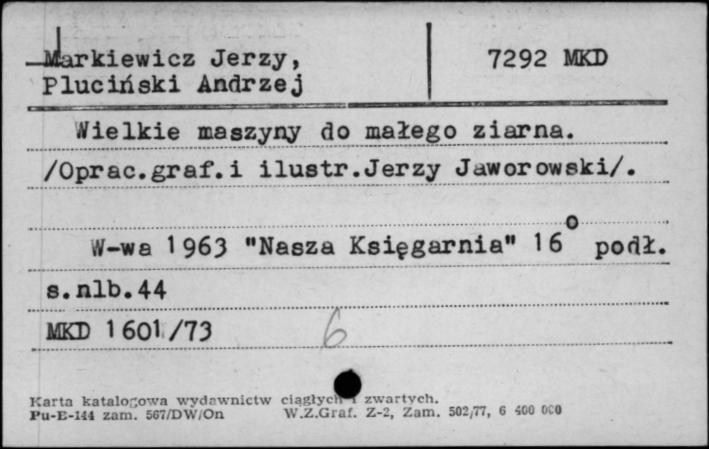 Markiewicz Jerzy, 7292 MKD
Pluciński Andrzej
Wielkie maszyny do małego ziarna.
/Oprac.graf.i ilustr.Jerzy Jaworowski/.
W-wa 1963 "Nasza Księgarnia" 16° podł.
s.nlb.44
MKD 1601/73 6
Karta katalogowa wydawnictw ciągłych i zwartych.
Pu-E-144 zam. 567/DW/On W.Z.Graf. Z-2, Zam. 502/77, 6 400 000